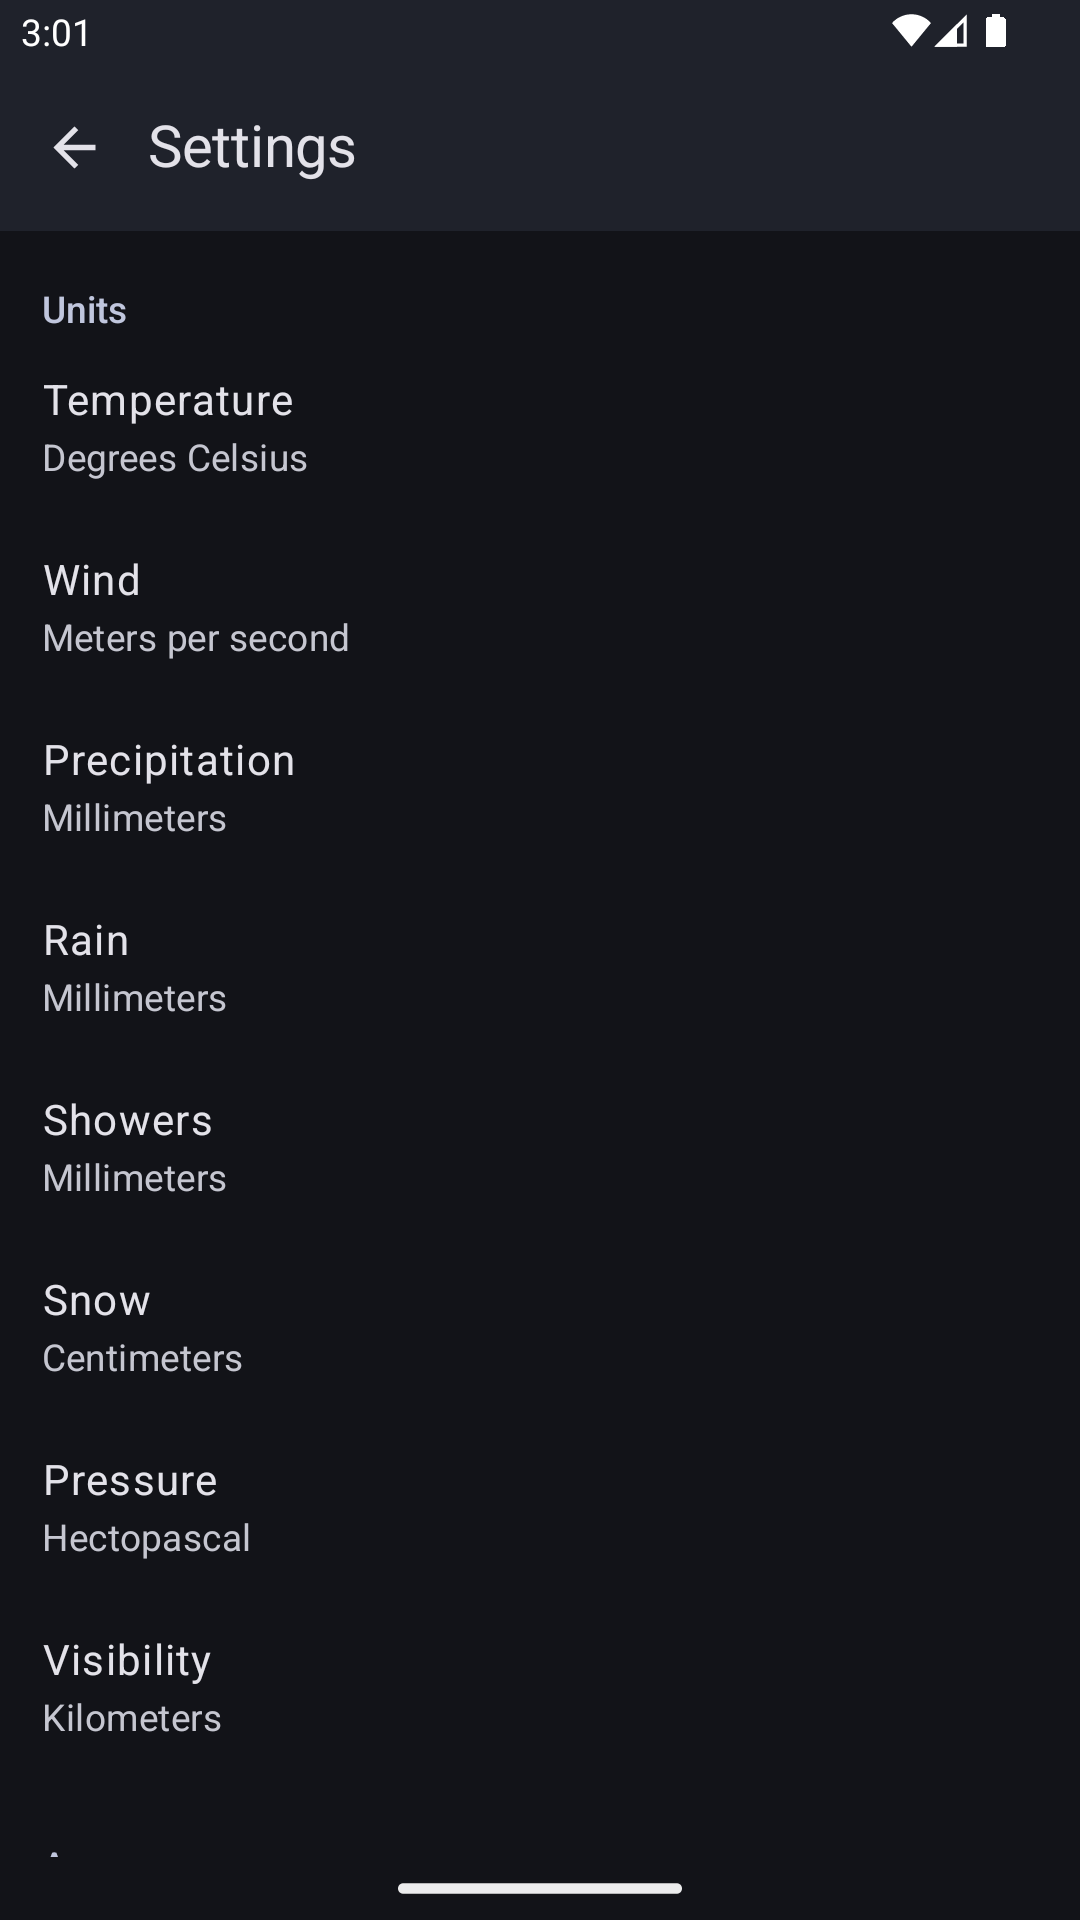 3:01
Settings
Units
Temperature
Degrees Celsius
Wind
Meters per second
Precipitation
Millimeters
Rain
Millimeters
Showers
Millimeters
Snow
Centimeters
Pressure
Hectopascal
Visibility
Kilometers